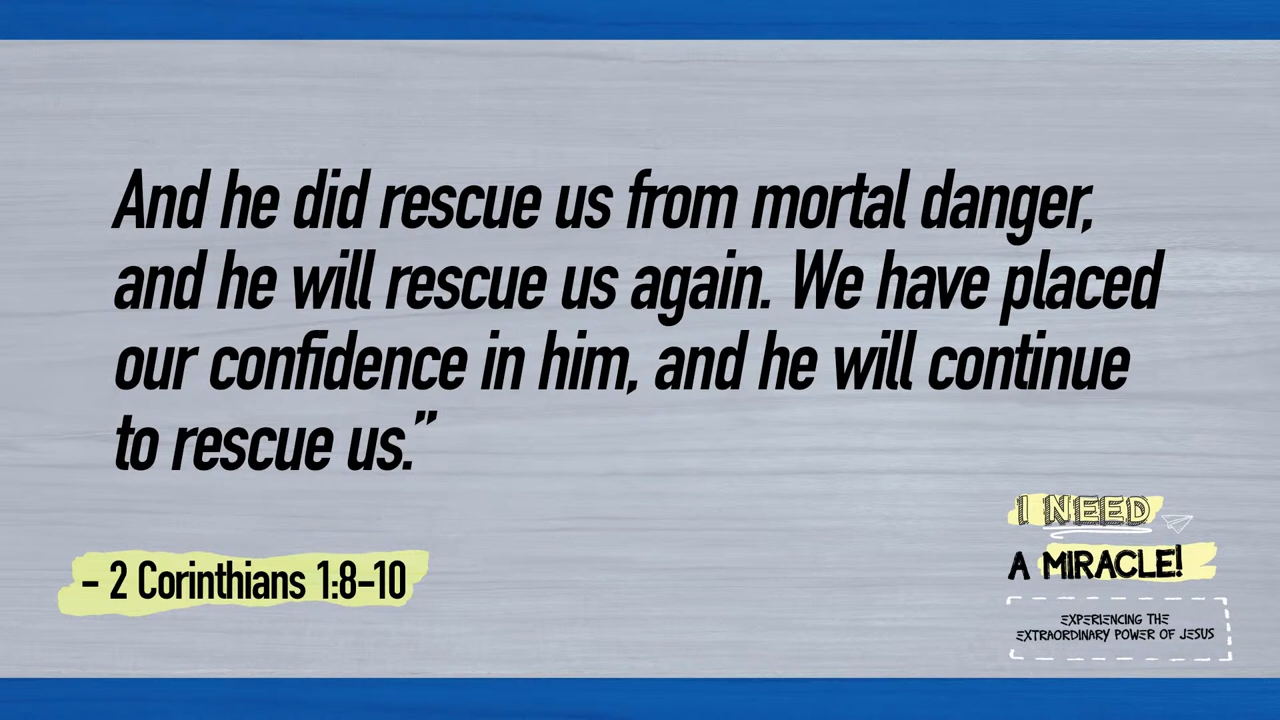 And he did rescue us from mortal danger,
and he will rescue us again. We have placed
our confidence in him, and he will continue
to rescue us.”
– 2 Corinthians 1:8–10
I NEED
A MIRACLE!
EXPERIENCING THE
EXTRAORDINARY POWER OF JESUS